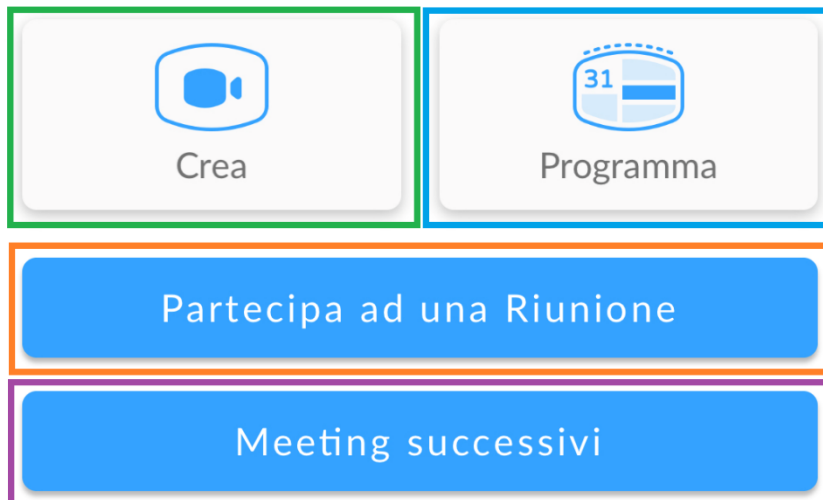 31
Crea
Programma
Partecipa ad una Riunione
Meeting successivi